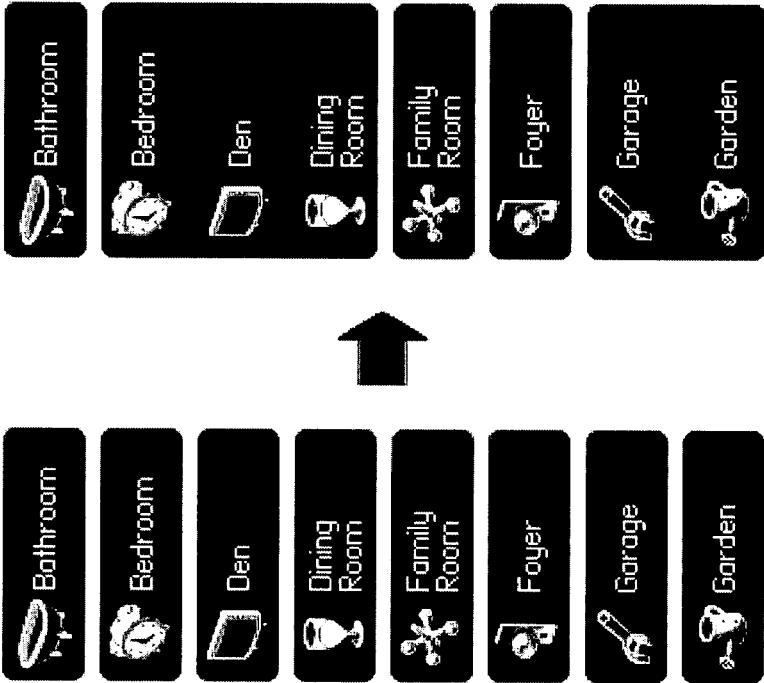 Bathroom
Bedroom
Den
Dining
Room
Family
Room
Foyer
Garage
Garden
Bathroom
Bedroom
Den
Dining
Room
Family
Room
Foyer
Garage
Garden